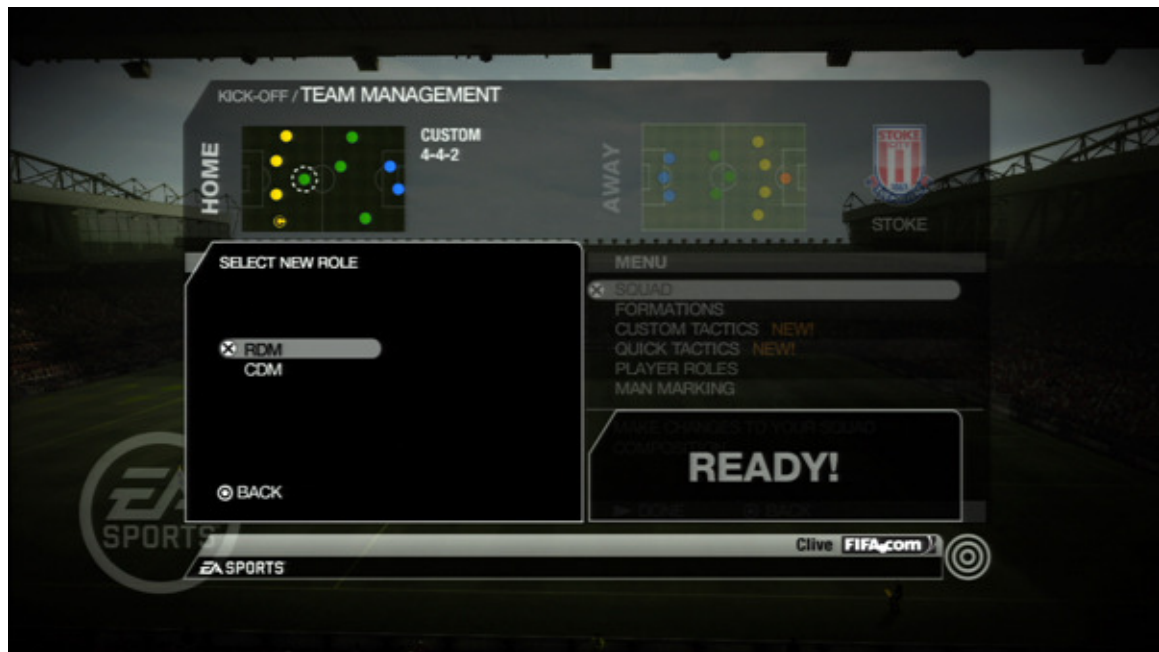 KICK-OFF / TEAM MANAGEMENT
HOME
CUSTOM
4-4-2
AWAY
STOKE
CITY
STOKE
SELECT NEW ROLE
RDM
CDM
BACK
MENU
SQUAD
FORMATIONS
CUSTOM TACTICS NEW!
QUICK TACTICS NEW!
PLAYER ROLES
MAN MARKING
MAKE CHANGES TO YOUR SQUAD
COMPOSITION
READY!
DONE BACK
EA
SPORTS
Clive FIFA.com
EA SPORTS